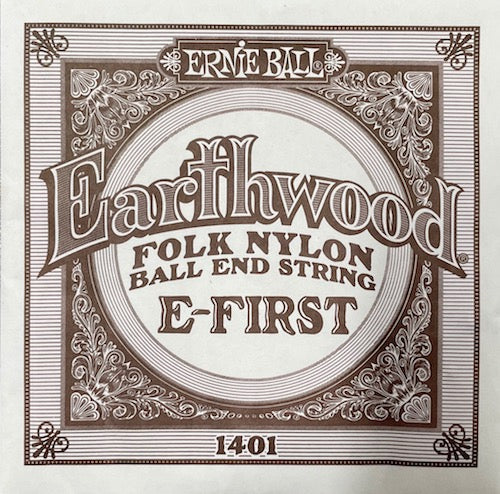 ERNIE BALL®
Earthwood®
FOLK NYLON
BALL END STRING
E-FIRST
1401